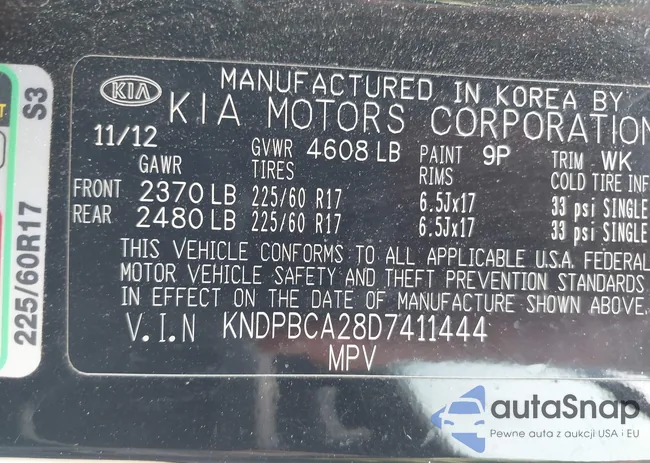 MANUFACTURED IN KOREA BY
KIA KIA MOTORS CORPORATION
11/12 GVWR 4608 LB PAINT 9P TRIM WK
GAWR TIRES RIMS COLD TIRE INF
FRONT 2370 LB 225/60 R17 6.5Jx17 33 psi SINGLE
REAR 2480 LB 225/60 R17 6.5Jx17 33 psi SINGLE
THIS VEHICLE CONFORMS TO ALL APPLICABLE U.S.A. FEDERAL
MOTOR VEHICLE SAFETY AND THEFT PREVENTION STANDARDS
IN EFFECT ON THE DATE OF MANUFACTURE SHOWN ABOVE.
V.I.N KNDPBCA28D7411444
MPV
225/60R17 S3
autaSnap
Pewne auta z aukcji USA i EU